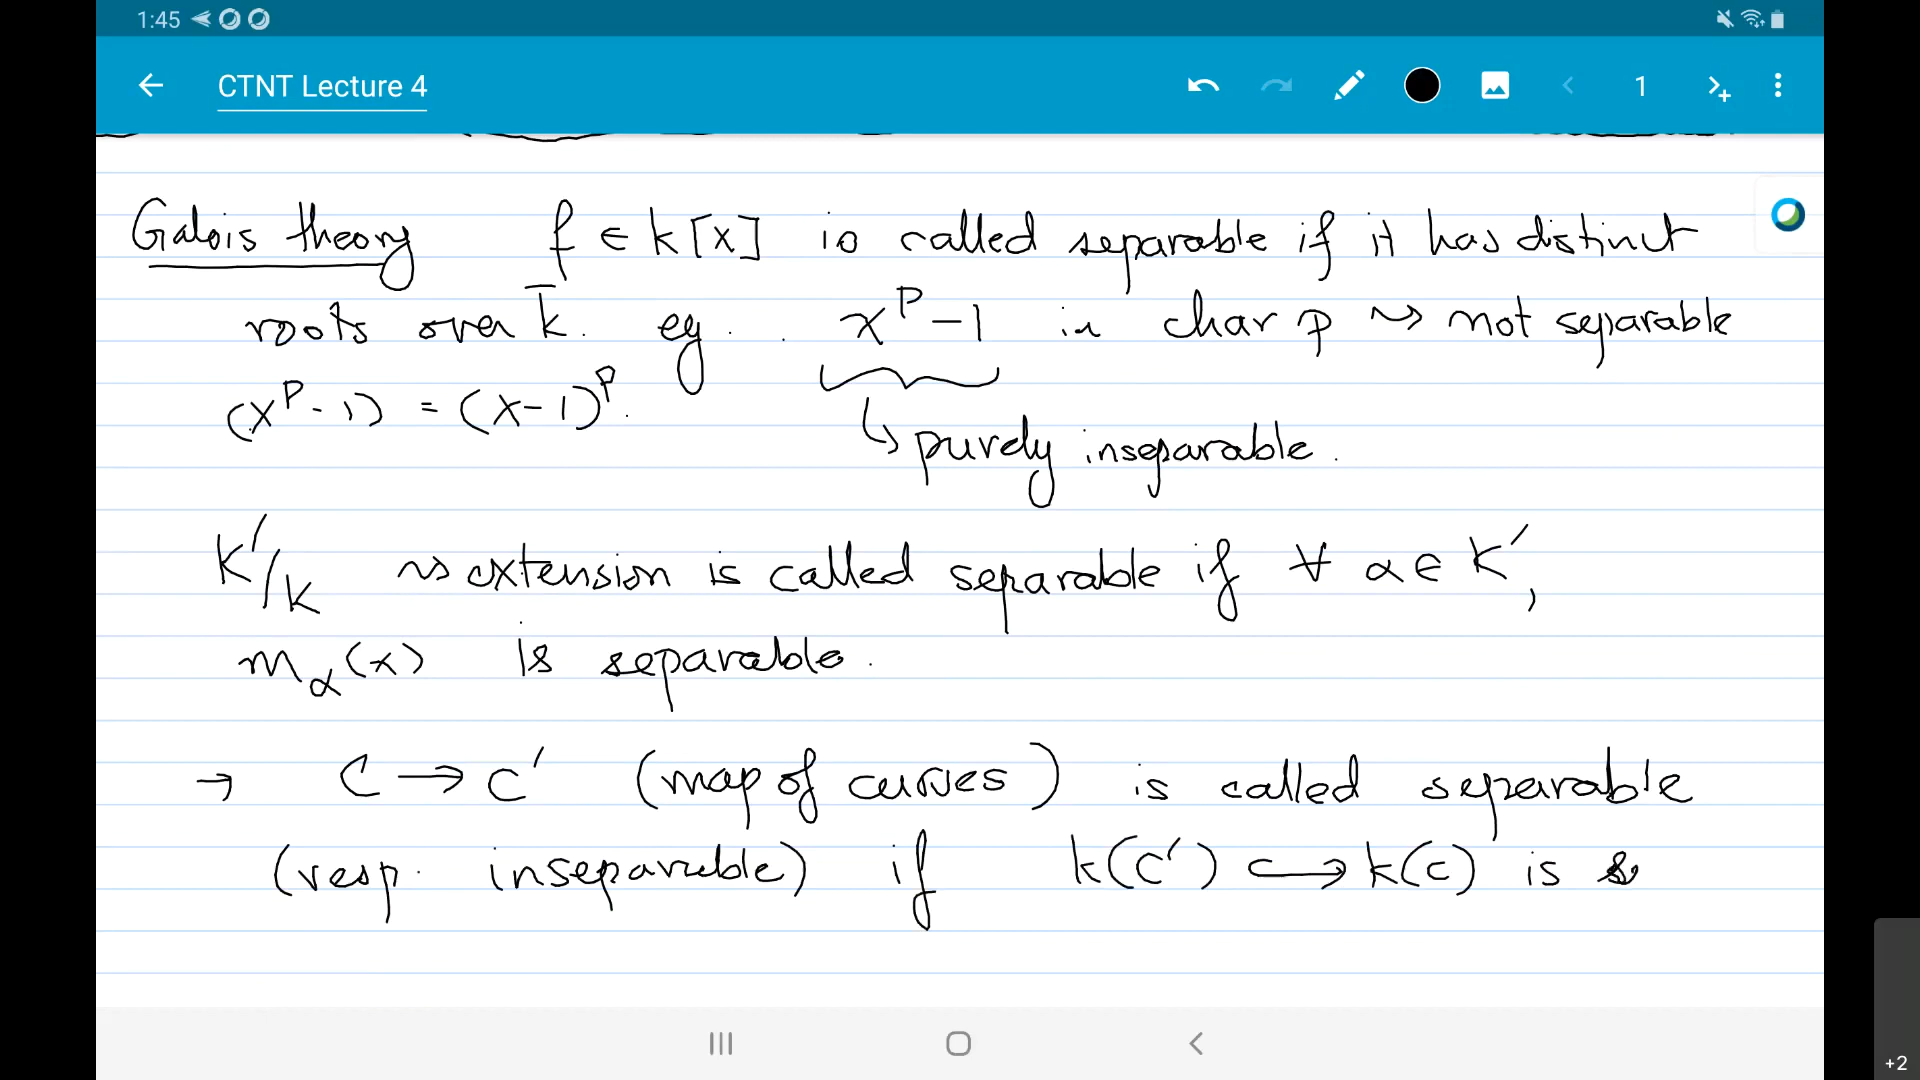 1:45
CTNT Lecture 4
1
Galois theory f ∈ k[x] is called separable if it has distinct
roots over k̅. eg. x^p - 1 in char p ⇝ not separable
(x^p - 1) = (x - 1)^p.
↳ purely inseparable.
K'/K ⇝ extension is called separable if ∀ α ∈ K',
m_α(x) is separable.
→ C → C' (map of curves) is called separable
(resp. inseparable) if k(C') ↪ k(C) is s
+2